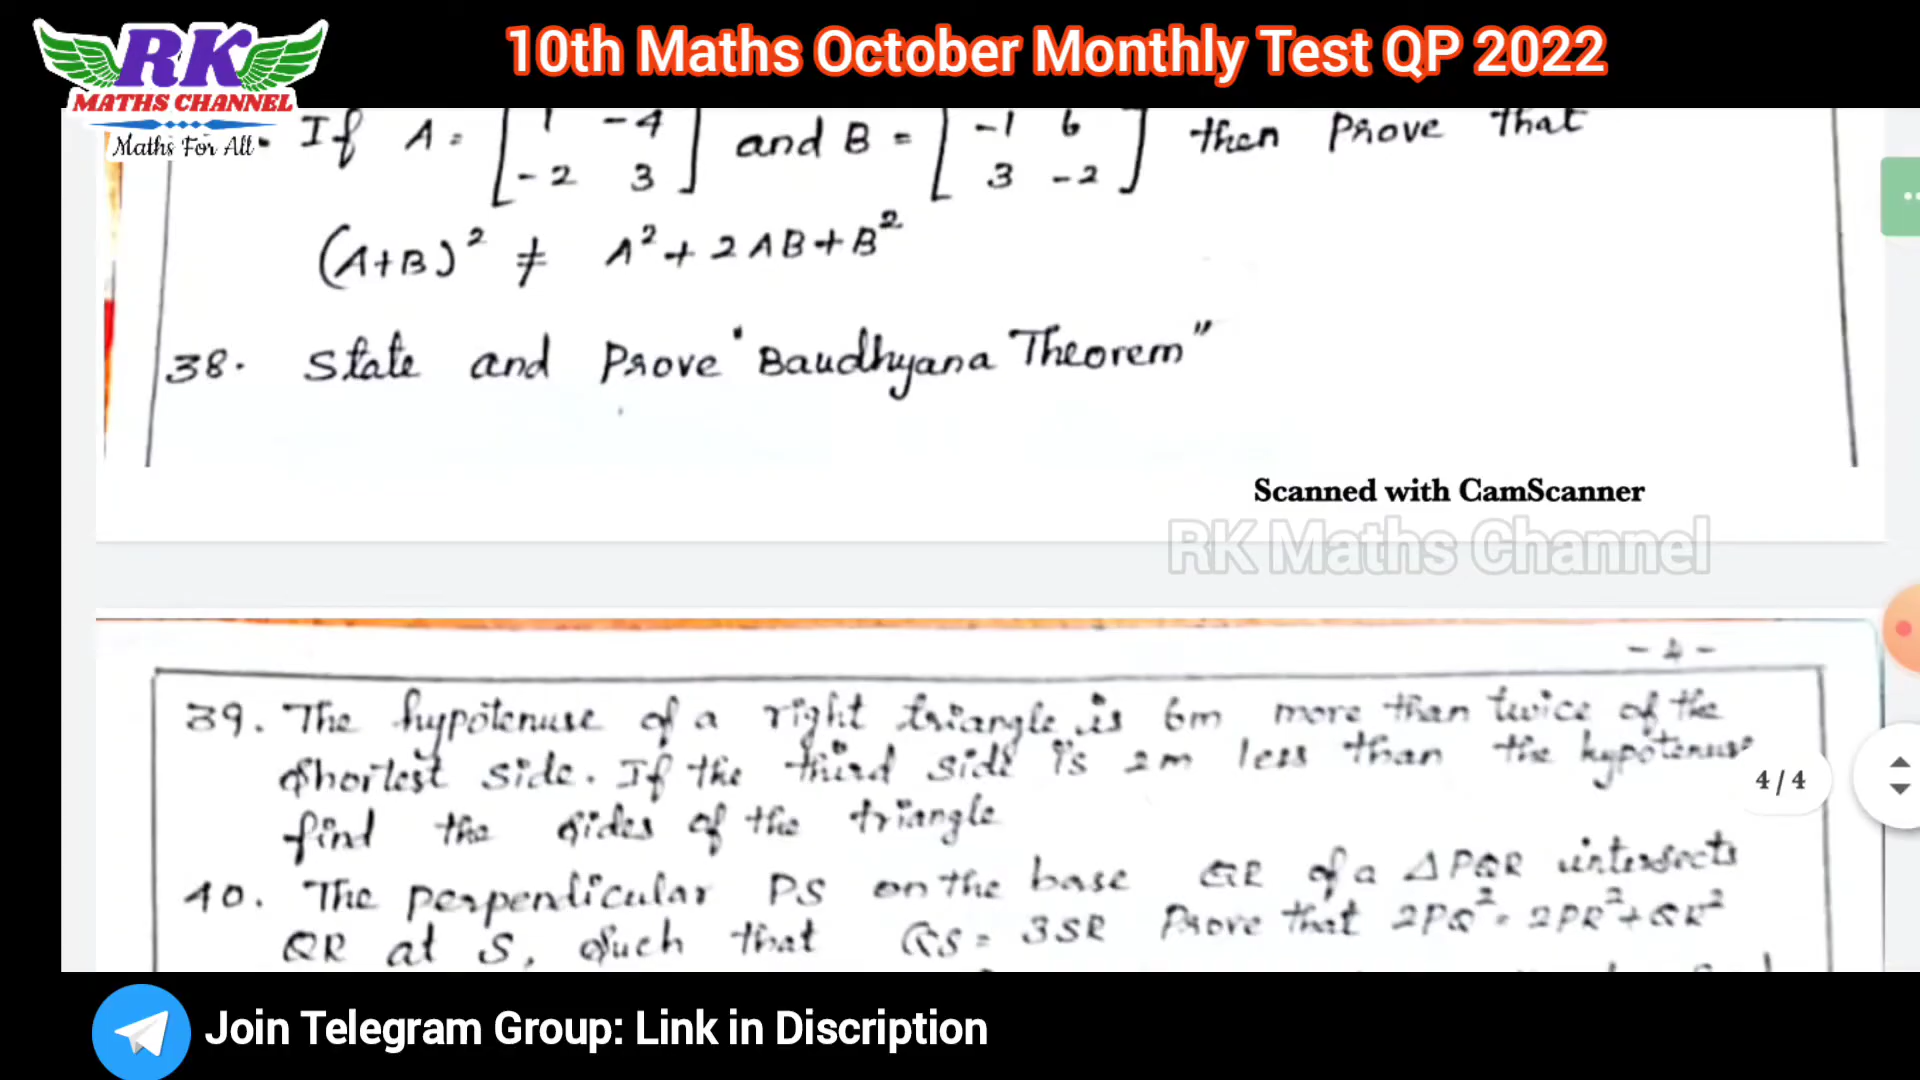 10th Maths October Monthly Test QP 2022
RK
MATHS CHANNEL
Maths For All
If A = [1 -4 and B = [-1 6 then Prove that
-2 3] 3 -2]
(A+B)² ≠ A² + 2AB + B²
38. State and Prove "Baudhyana Theorem"
Scanned with CamScanner
RK Maths Channel
- 4 -
39. The hypotenuse of a right triangle is 6m more than twice of the
shortest side. If the third side is 2m less than the hypotenuse
4 / 4
find the sides of the triangle
40. The perpendicular PS on the base QR of a ΔPQR intersects
QR at S, such that QS = 3SR Prove that 2PQ² = 2PR² + QR²
Join Telegram Group: Link in Discription